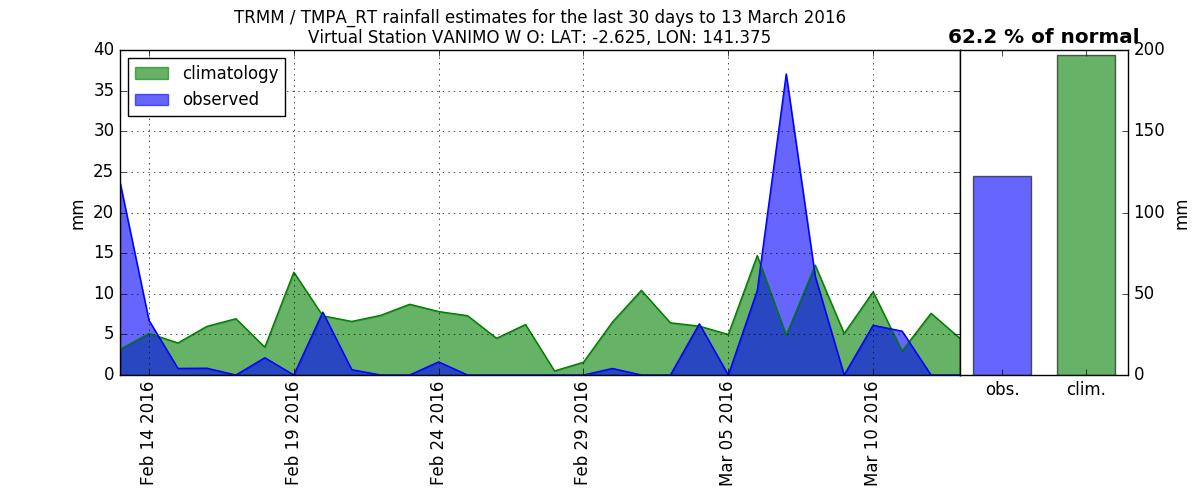 TRMM / TMPA_RT rainfall estimates for the last 30 days to 13 March 2016
Virtual Station VANIMO W O: LAT: -2.625, LON: 141.375
62.2 % of normal
climatology
observed
mm
40
35
30
25
20
15
10
5
0
Feb 14 2016
Feb 19 2016
Feb 24 2016
Feb 29 2016
Mar 05 2016
Mar 10 2016
obs.
clim.
200
150
100
50
0
mm